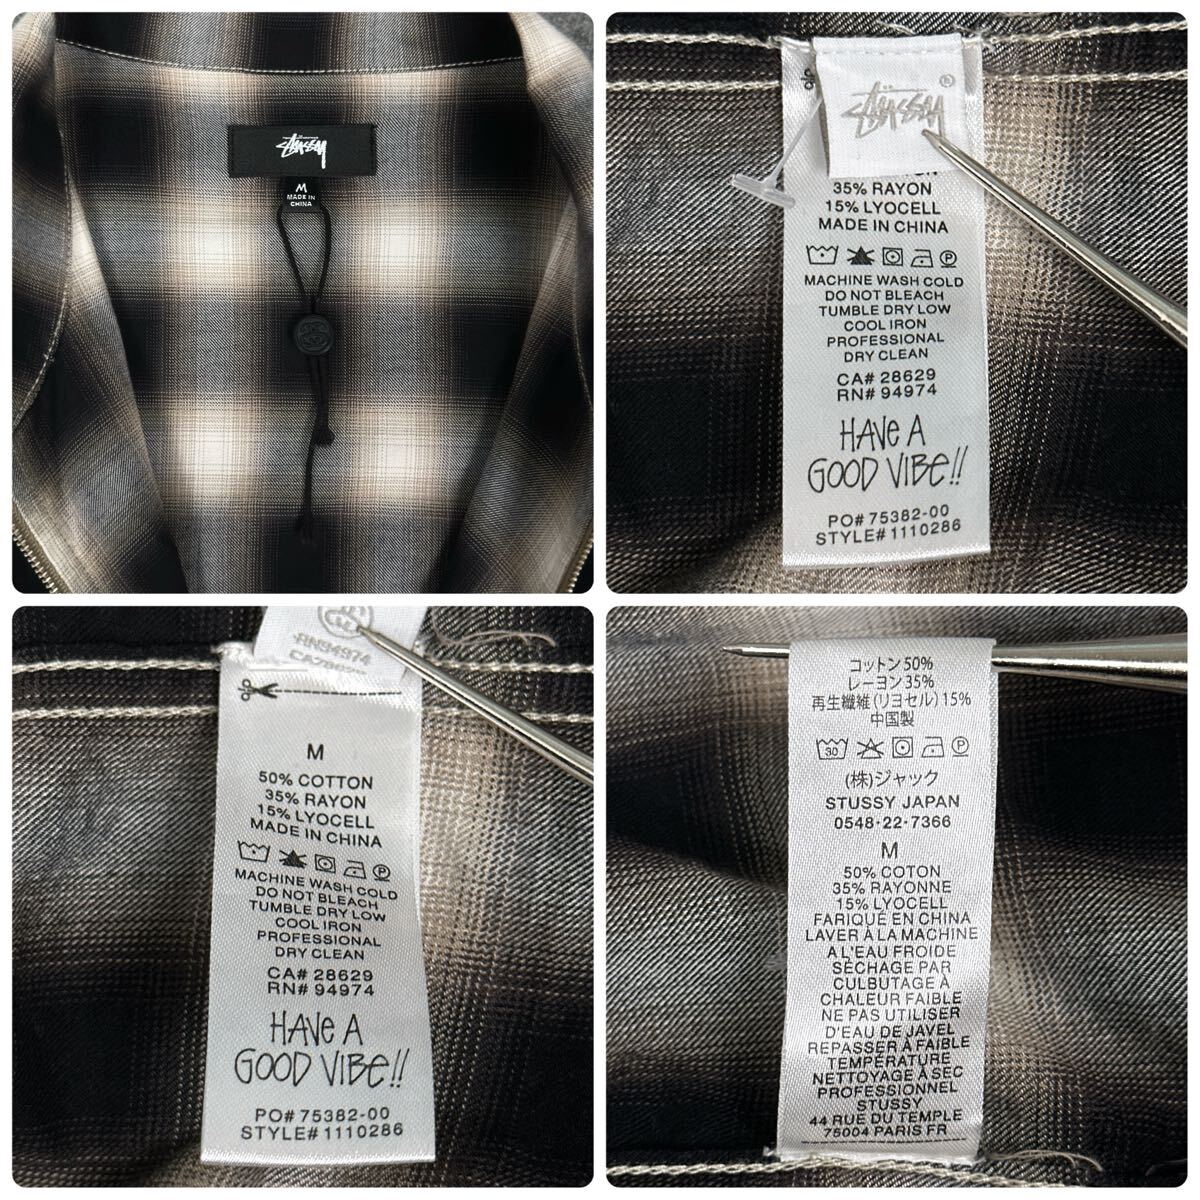 STÜSSY
M
MADE IN
CHINA
STÜSSY®
35% RAYON
15% LYOCELL
MADE IN CHINA
MACHINE WASH COLD
DO NOT BLEACH
TUMBLE DRY LOW
COOL IRON
PROFESSIONAL
DRY CLEAN
CA# 28629
RN# 94974
HAVE A
GOOD VIBE!!
PO# 75382-00
STYLE# 1110286
RN94974
M
50% COTTON
35% RAYON
15% LYOCELL
MADE IN CHINA
MACHINE WASH COLD
DO NOT BLEACH
TUMBLE DRY LOW
COOL IRON
PROFESSIONAL
DRY CLEAN
CA# 28629
RN# 94974
HAVE A
GOOD VIBE!!
PO# 75382-00
STYLE# 1110286
コットン 50%
レーヨン 35%
再生繊維 (リヨセル) 15%
中国製
30
(株)ジャック
STUSSY JAPAN
0548-22-7366
M
50% COTON
35% RAYONNE
15% LYOCELL
FARIQUÉ EN CHINA
LAVER À LA MACHINE
A L'EAU FROIDE
SÉCHAGE PAR
CULBUTAGE À
CHALEUR FAIBLE
NE PAS UTILISER
D'EAU DE JAVEL
REPASSER À FAIBLE
TEMPÉRATURE
NETTOYAGE À SEC
PROFESSIONNEL
STUSSY
44 RUE DU TEMPLE
75004 PARIS FR